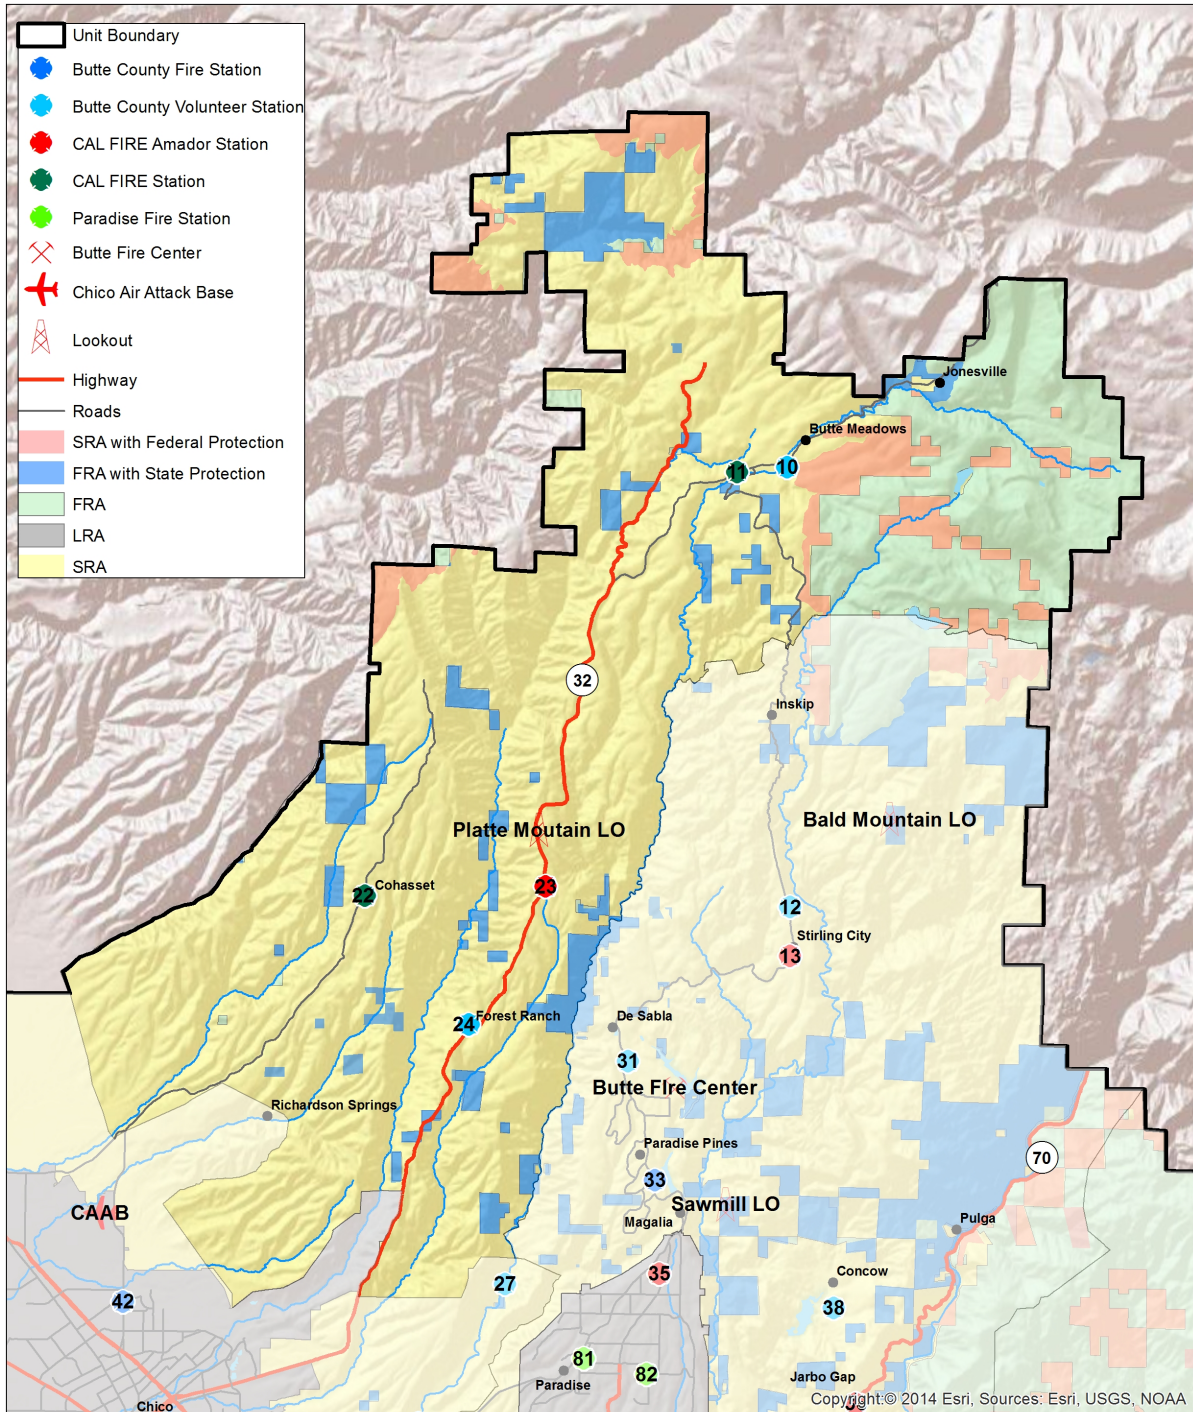 Unit Boundary
Butte County Fire Station
Butte County Volunteer Station
CAL FIRE Amador Station
CAL FIRE Station
Paradise Fire Station
Butte Fire Center
Chico Air Attack Base
Lookout
Highway
Roads
SRA with Federal Protection
FRA with State Protection
FRA
LRA
SRA
Jonesville
Butte Meadows
11
10
32
Inskip
Platte Moutain LO
Bald Mountain LO
22
Cohasset
23
12
Stirling City
13
24
Forest Ranch
De Sabla
31
Butte FIre Center
Richardson Springs
Paradise Pines
70
33
Sawmill LO
CAAB
Magalia
Pulga
35
Concow
27
42
38
81
82
Paradise
Jarbo Gap
Chico
Copyright:© 2014 Esri, Sources: Esri, USGS, NOAA